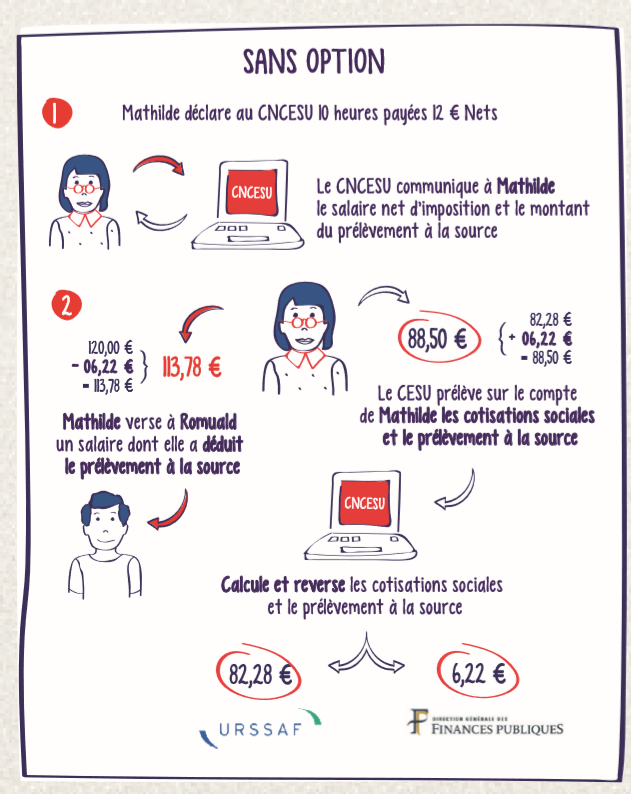 SANS OPTION
1
Mathilde déclare au CNCESU 10 heures payées 12 € Nets
CNCESU
Le CNCESU communique à Mathilde
le salaire net d'imposition et le montant
du prélèvement à la source
2
120,00 €
- 06,22 €
= 113,78 €
113,78 €
88,50 €
82,28 €
+ 06,22 €
= 88,50 €
Mathilde verse à Romuald
un salaire dont elle a déduit
le prélèvement à la source
Le CESU prélève sur le compte
de Mathilde les cotisations sociales
et le prélèvement à la source
CNCESU
Calcule et reverse les cotisations sociales
et le prélèvement à la source
82,28 €
6,22 €
URSSAF
DIRECTION GÉNÉRALE DES
FINANCES PUBLIQUES